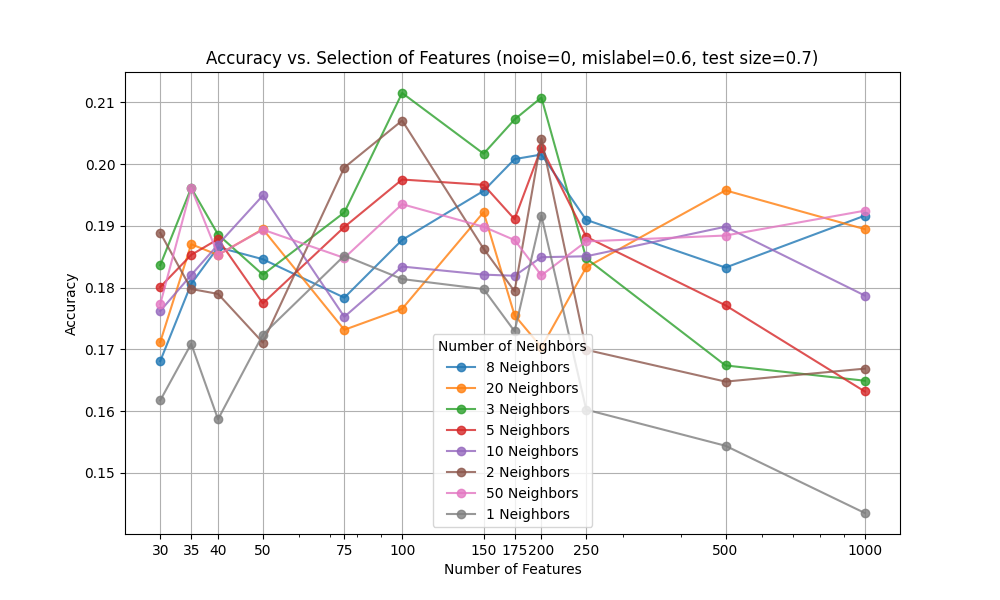 Accuracy vs. Selection of Features (noise=0, mislabel=0.6, test size=0.7)
Accuracy
0.21
0.20
0.19
0.18
0.17
0.16
0.15
Number of Neighbors
8 Neighbors
20 Neighbors
3 Neighbors
5 Neighbors
10 Neighbors
2 Neighbors
50 Neighbors
1 Neighbors
30 35 40 50 75 100 150 175 200 250 500 1000
Number of Features